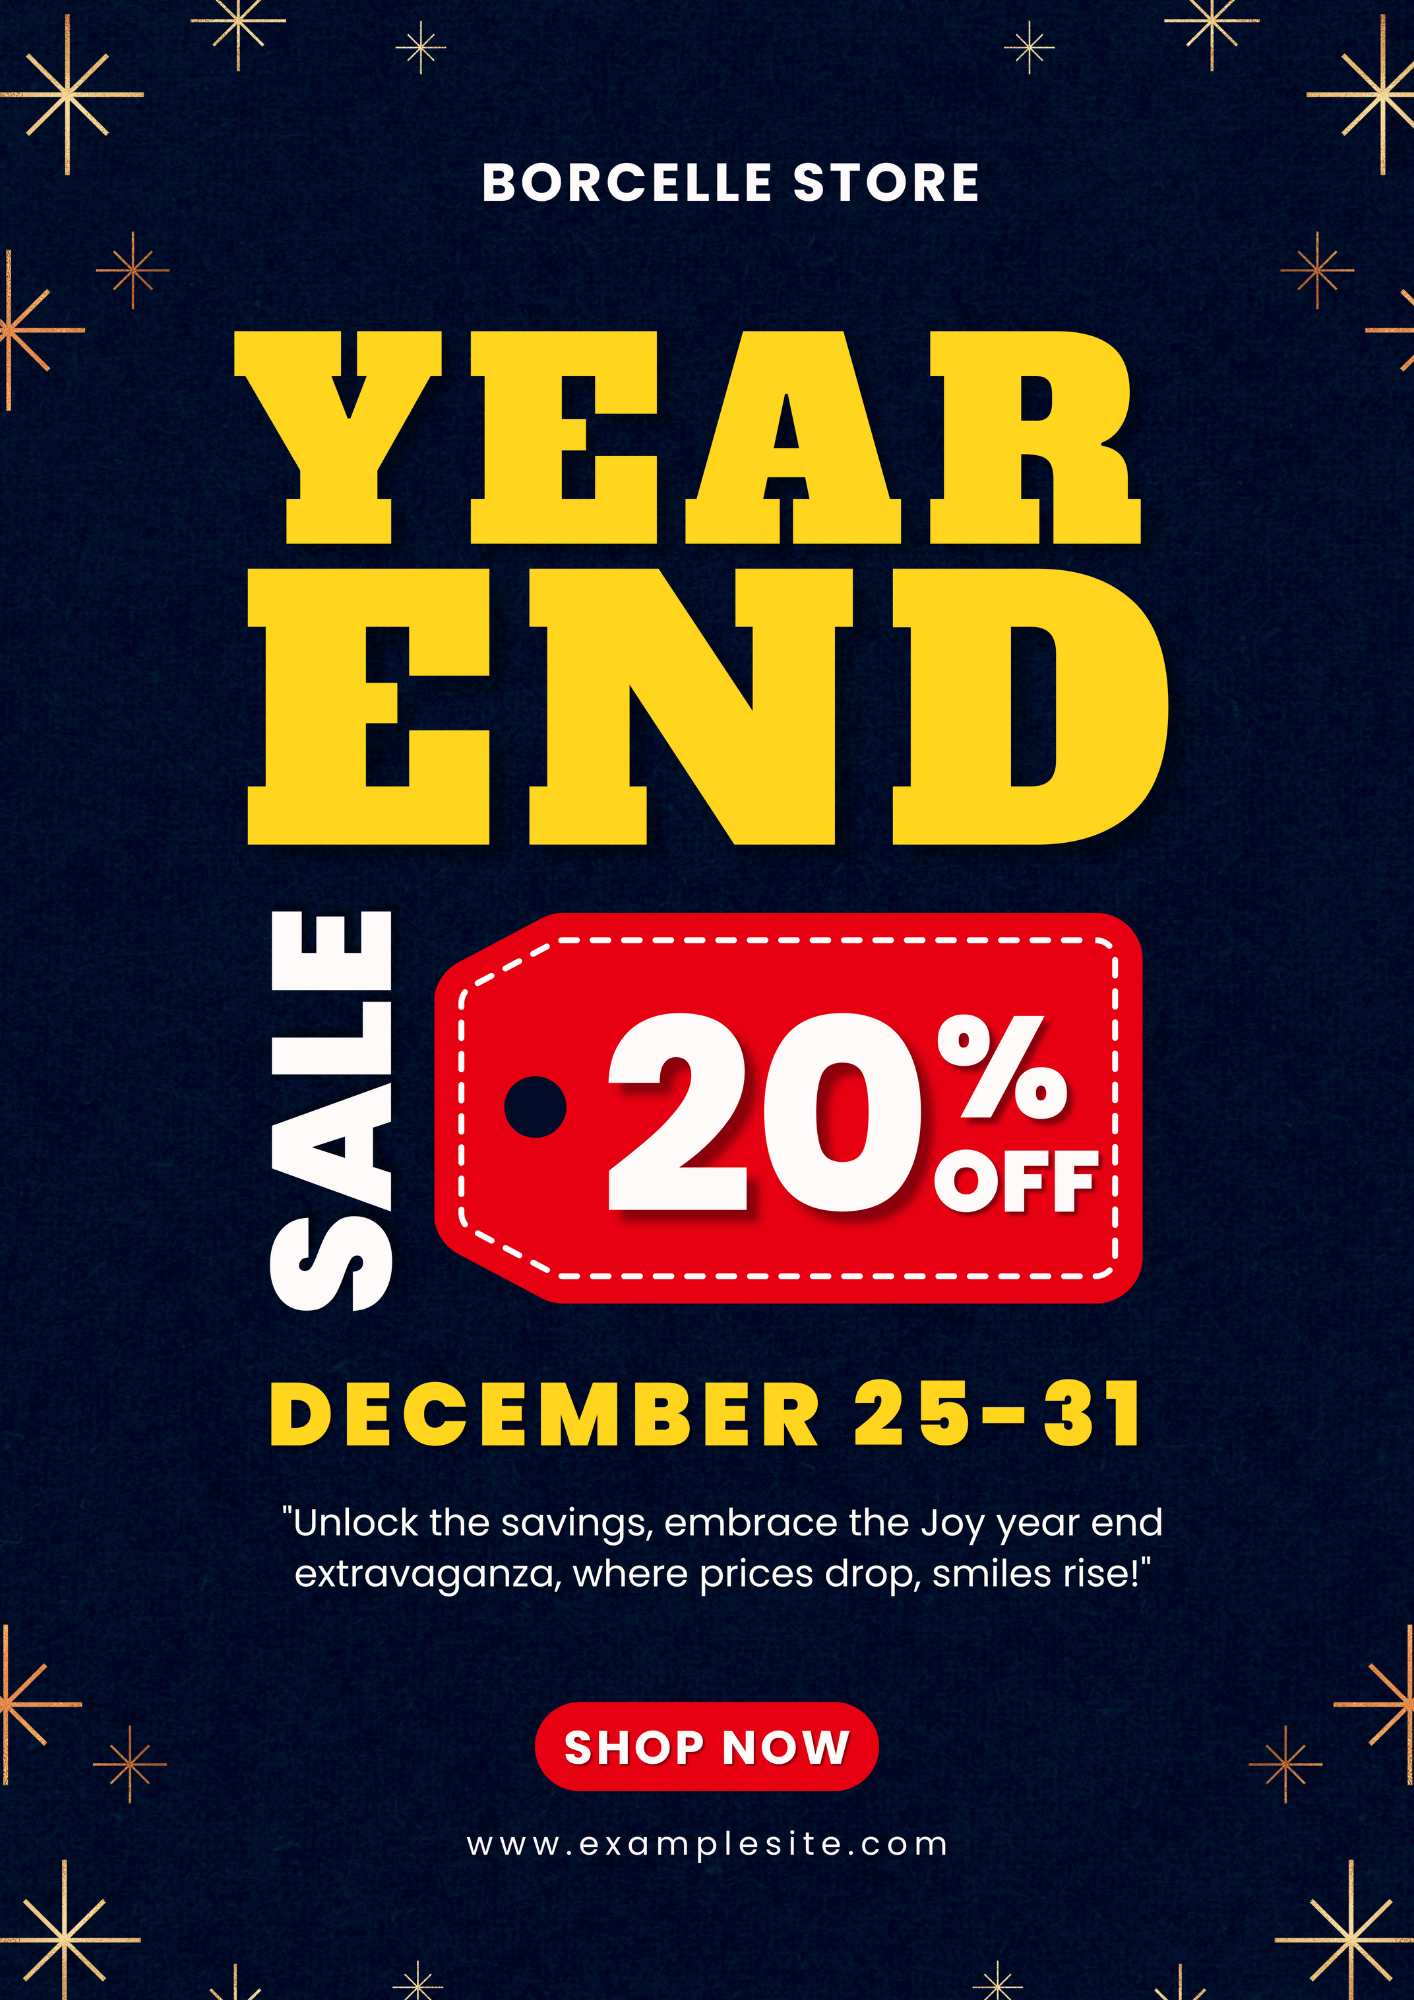 BORCELLE STORE
YEAR
END
SALE
20%
OFF
DECEMBER 25-31
"Unlock the savings, embrace the Joy year end
extravaganza, where prices drop, smiles rise!"
SHOP NOW
www.examplesite.com